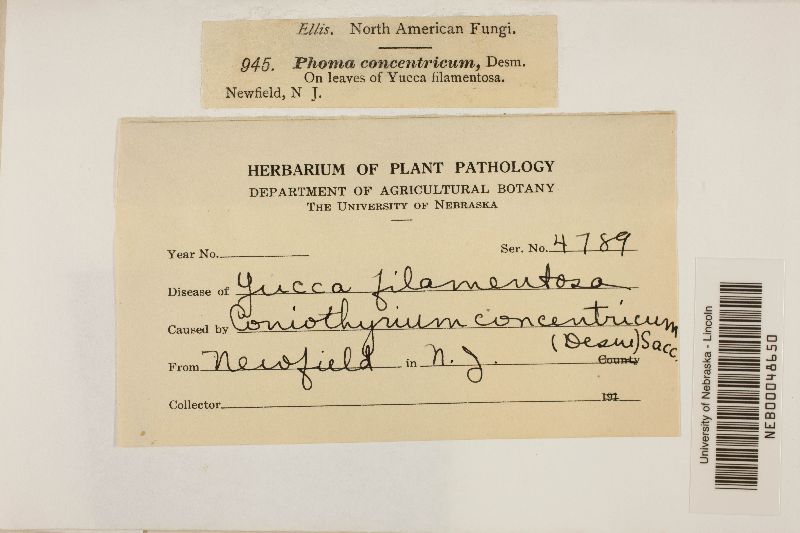 Ellis. North American Fungi.
945. Phoma concentricum, Desm.
On leaves of Yucca filamentosa.
Newfield, N J.
HERBARIUM OF PLANT PATHOLOGY
DEPARTMENT OF AGRICULTURAL BOTANY
THE UNIVERSITY OF NEBRASKA
Year No. Ser. No. 4789
Disease of Yucca filamentosa
Caused by Coniothyrium concentricum
(Desm) Sacc.
From Newfield in N. J. County
Collector 191
University of Nebraska - Lincoln
NEB00048650